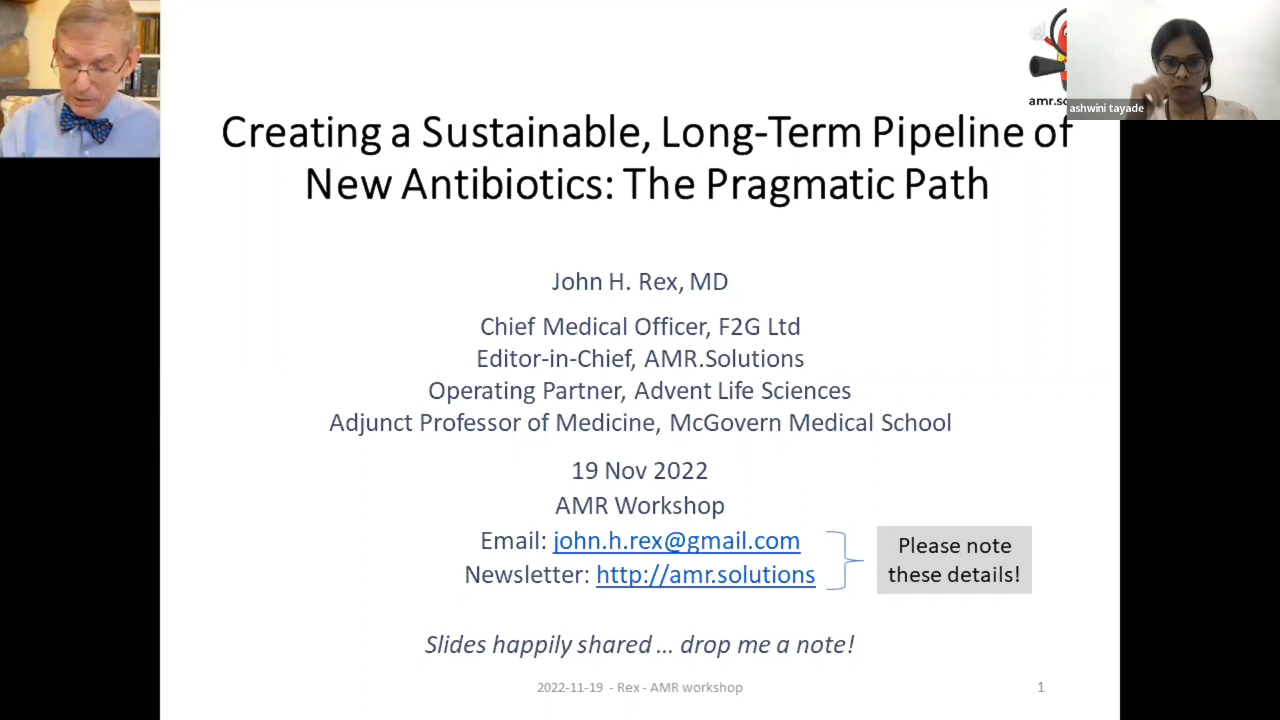 amr.so
ashwini tayade
Creating a Sustainable, Long-Term Pipeline of
New Antibiotics: The Pragmatic Path
John H. Rex, MD
Chief Medical Officer, F2G Ltd
Editor-in-Chief, AMR.Solutions
Operating Partner, Advent Life Sciences
Adjunct Professor of Medicine, McGovern Medical School
19 Nov 2022
AMR Workshop
Email: john.h.rex@gmail.com
Newsletter: http://amr.solutions
Please note
these details!
Slides happily shared ... drop me a note!
2022-11-19 - Rex - AMR workshop
1